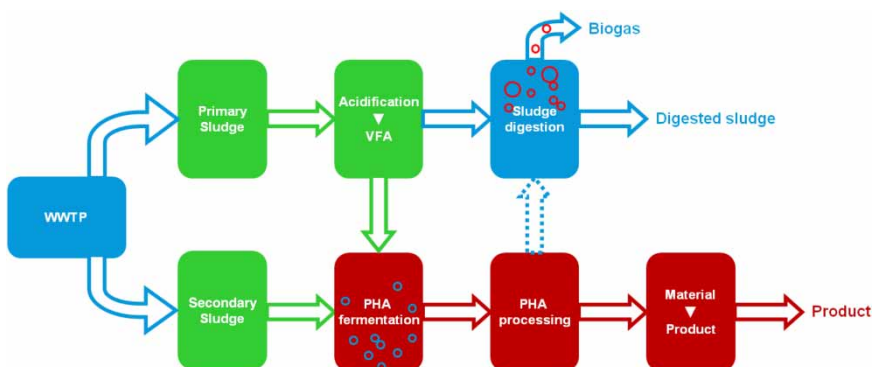 Biogas
Primary
Sludge
Acidification
▼
VFA
Sludge
digestion
Digested sludge
WWTP
Secondary
Sludge
PHA
fermentation
PHA
processing
Material
▼
Product
Product